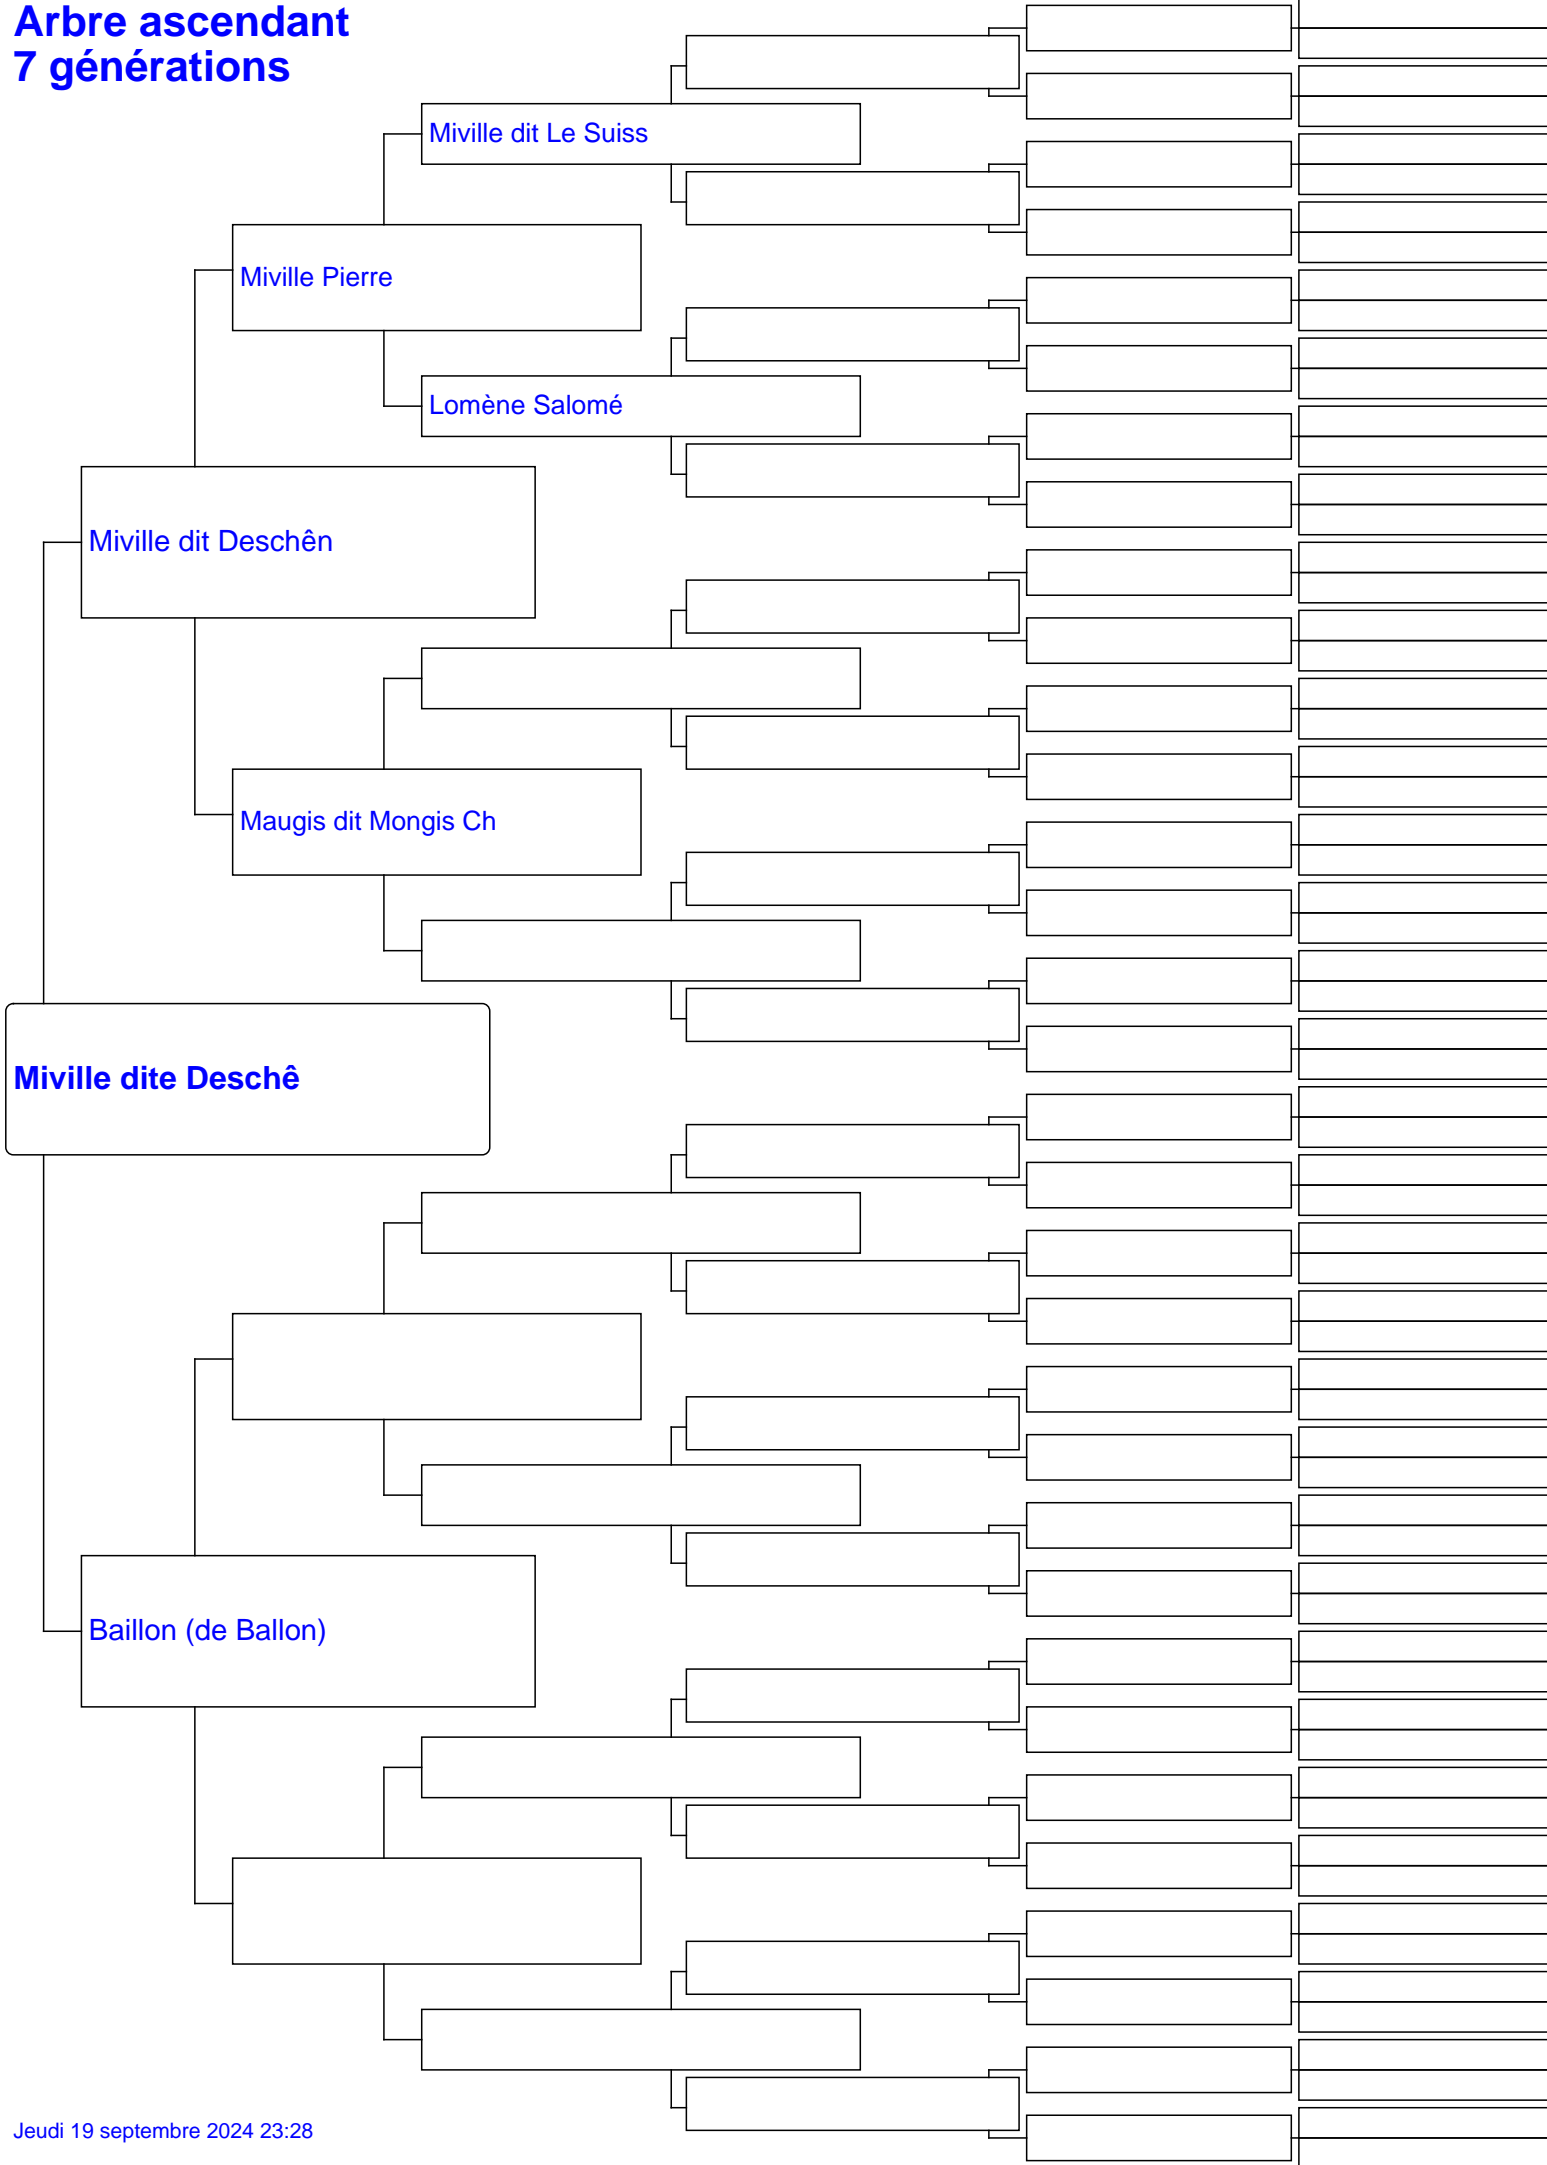 Arbre ascendant
7 générations
Miville dit Le Suiss
Miville Pierre
Lomène Salomé
Miville dit Deschên
Maugis dit Mongis Ch
Miville dite Deschê
Baillon (de Ballon)
Jeudi 19 septembre 2024 23:28